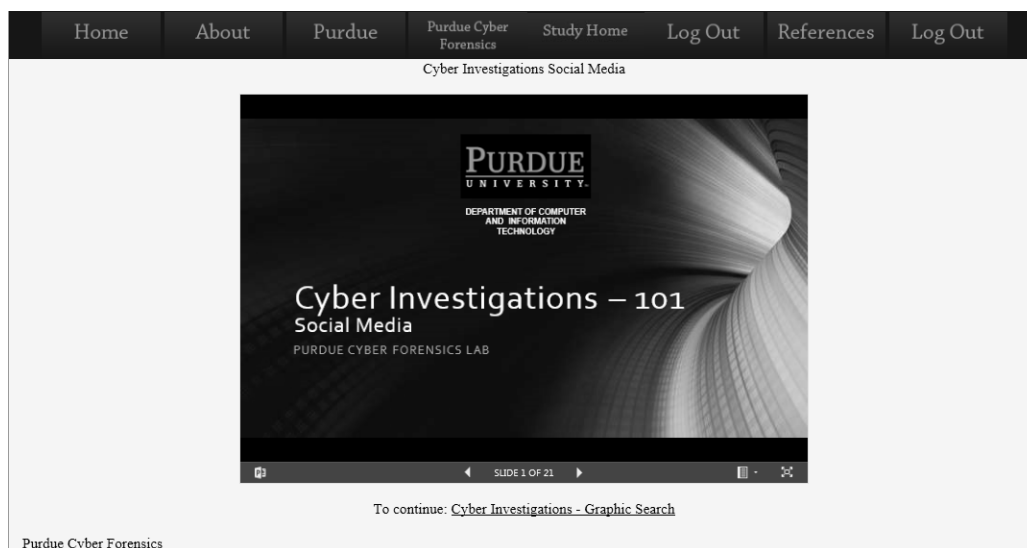 Home About Purdue Purdue Cyber Forensics Study Home Log Out References Log Out
Cyber Investigations Social Media
PURDUE
UNIVERSITY
DEPARTMENT OF COMPUTER
AND INFORMATION
TECHNOLOGY
Cyber Investigations – 101
Social Media
PURDUE CYBER FORENSICS LAB
SLIDE 1 OF 21
To continue: Cyber Investigations - Graphic Search
Purdue Cyber Forensics